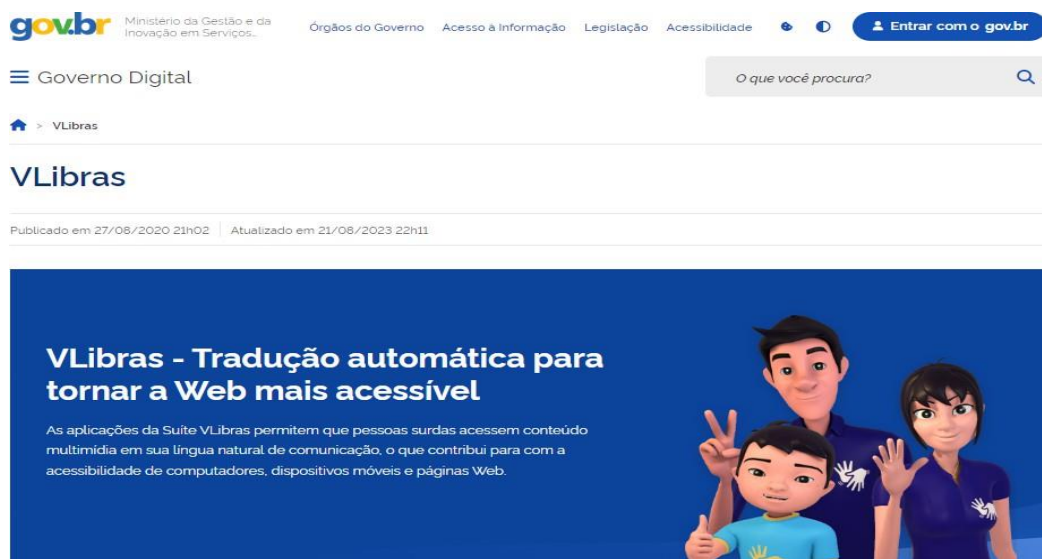 gov.br
Ministério da Gestão e da
Inovação em Serviços...
Órgãos do Governo Acesso à Informação Legislação Acessibilidade
Entrar com o gov.br
Governo Digital
O que você procura?
> VLibras
VLibras
Publicado em 27/08/2020 21h02 | Atualizado em 21/08/2023 22h11
VLibras - Tradução automática para
tornar a Web mais acessível
As aplicações da Suíte VLibras permitem que pessoas surdas acessem conteúdo
multimídia em sua língua natural de comunicação, o que contribui para com a
acessibilidade de computadores, dispositivos móveis e páginas Web.